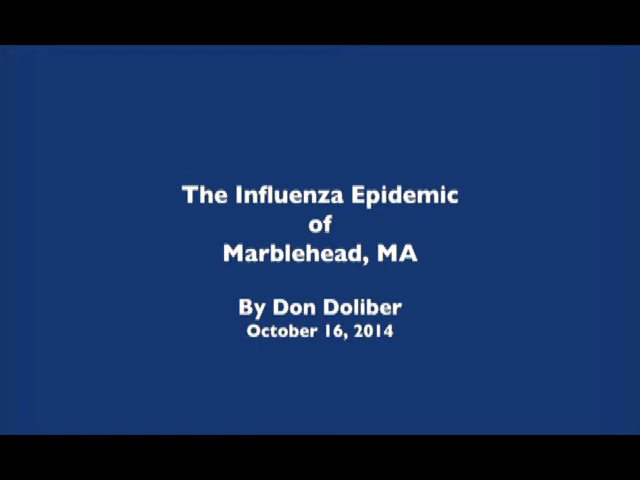 The Influenza Epidemic
of
Marblehead, MA
By Don Doliber
October 16, 2014